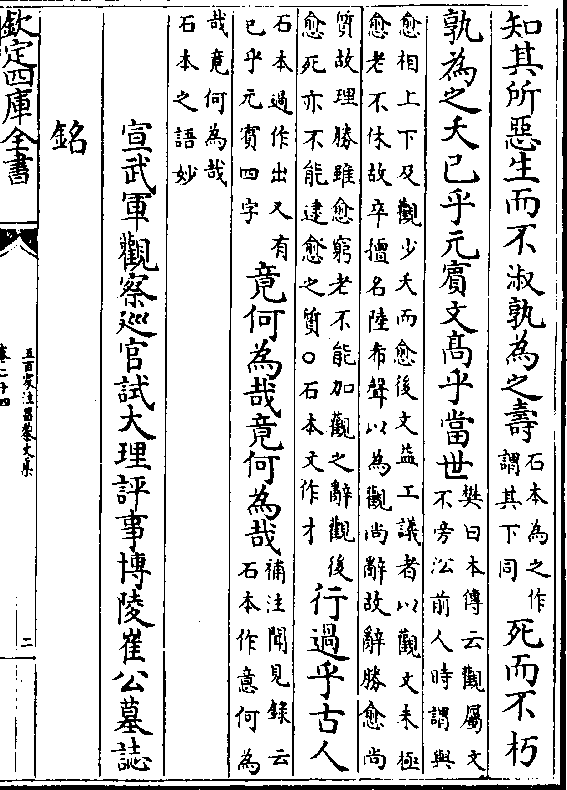 知其所惡生而不淑孰為之壽
石本為之作
謂其下同
死而不朽
孰為之夭已乎元賓文髙乎當世
樊曰本傳云觀屬文
不旁㳂前人時謂與
愈相上下及觀少夭而愈後文益工議者以觀文未極
愈老不休故卒擅名陸希聲以為觀尚辭故辭勝愈尚
質故理勝雖愈窮老不能加觀之辭觀後
愈死亦不能逮愈之質○石本文作才
行過乎古人
石本過作出又有
已乎元賓四字
竟何為哉竟何為哉
補注聞見錄云
石本作意何為
哉竟何為哉
石本之語妙
宣武軍觀察巡官試大理評事博陵崔公墓誌
銘
欽定四庫全書
五百家注昌黎文集
卷二十四
二